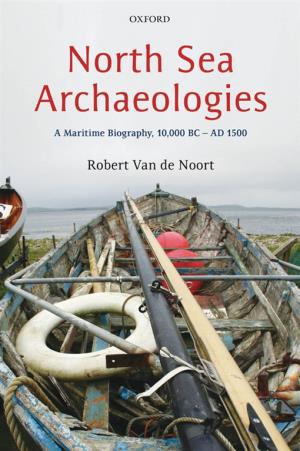 OXFORD
North Sea
Archaeologies
A Maritime Biography, 10,000 BC – AD 1500
Robert Van de Noort